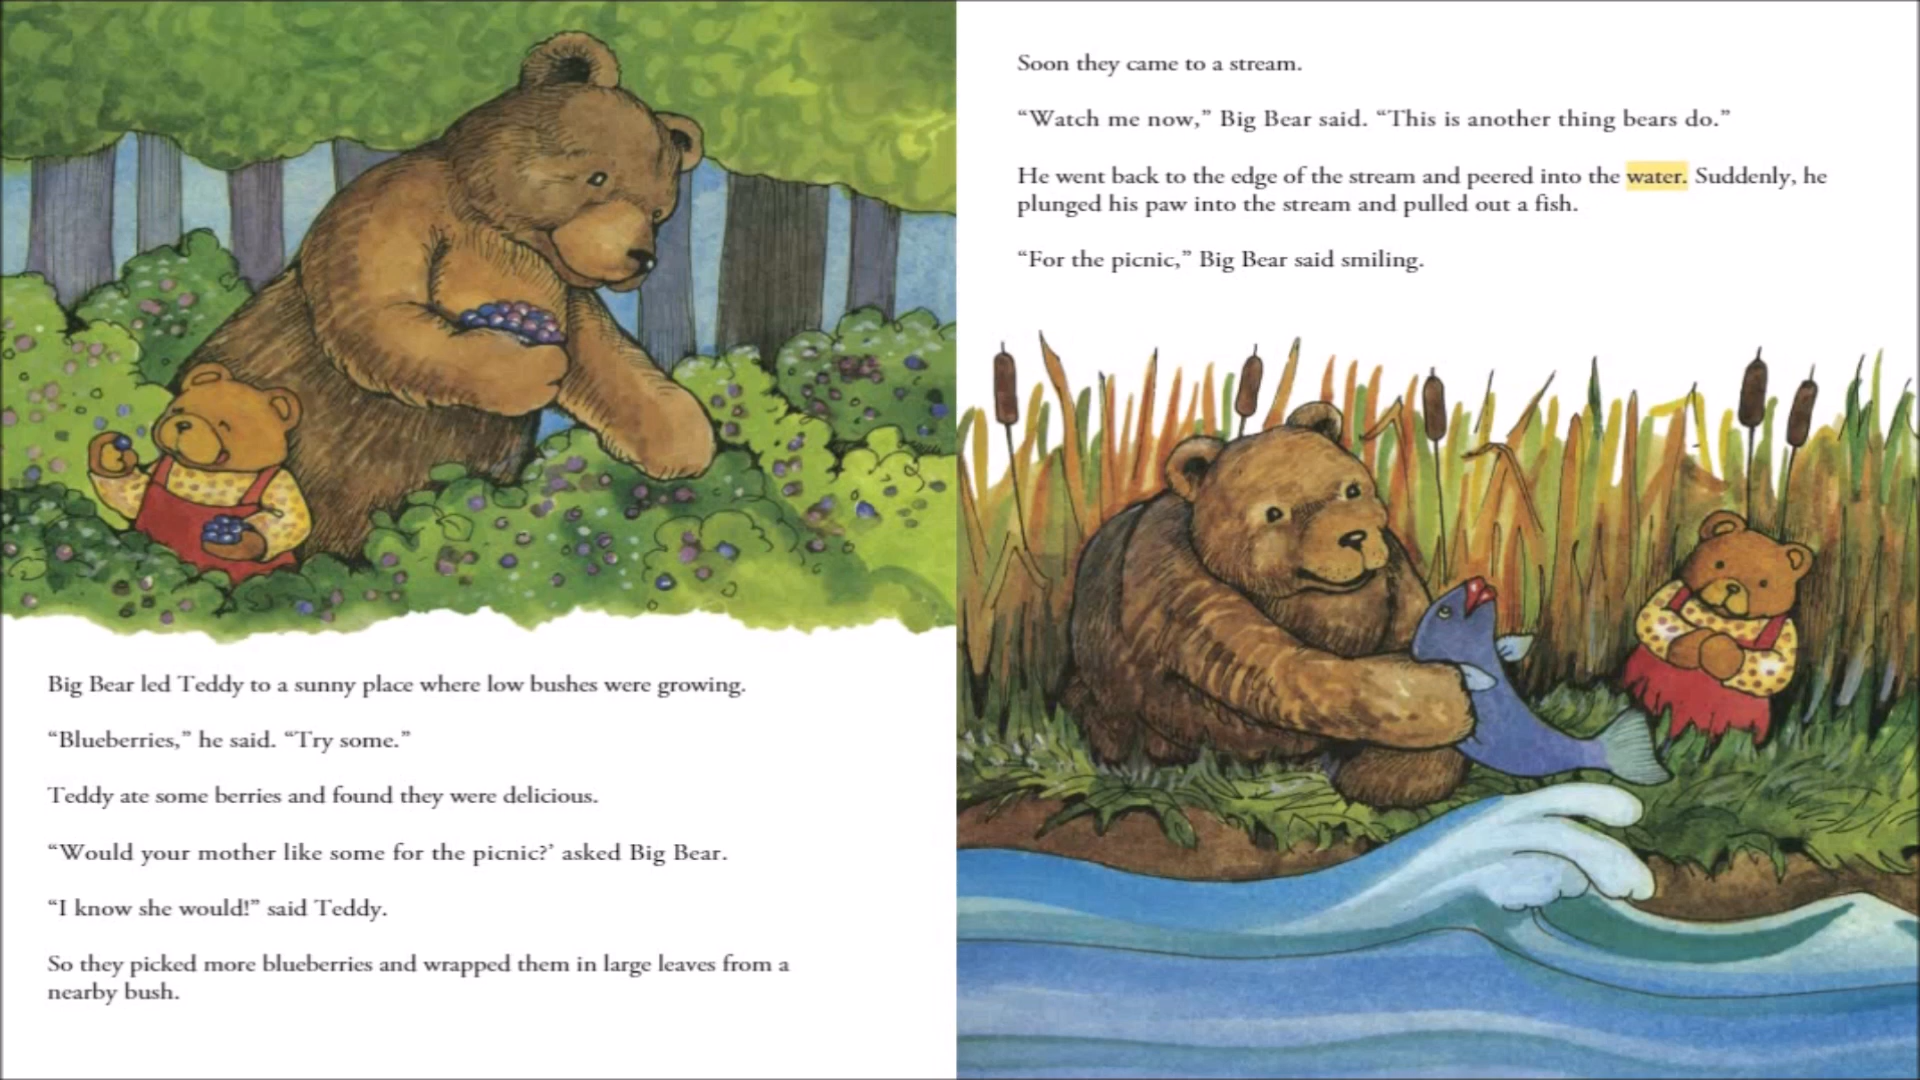 Big Bear led Teddy to a sunny place where low bushes were growing.
“Blueberries,” he said. “Try some.”
Teddy ate some berries and found they were delicious.
“Would your mother like some for the picnic?’ asked Big Bear.
“I know she would!” said Teddy.
So they picked more blueberries and wrapped them in large leaves from a
nearby bush.
Soon they came to a stream.
“Watch me now,” Big Bear said. “This is another thing bears do.”
He went back to the edge of the stream and peered into the water. Suddenly, he
plunged his paw into the stream and pulled out a fish.
“For the picnic,” Big Bear said smiling.